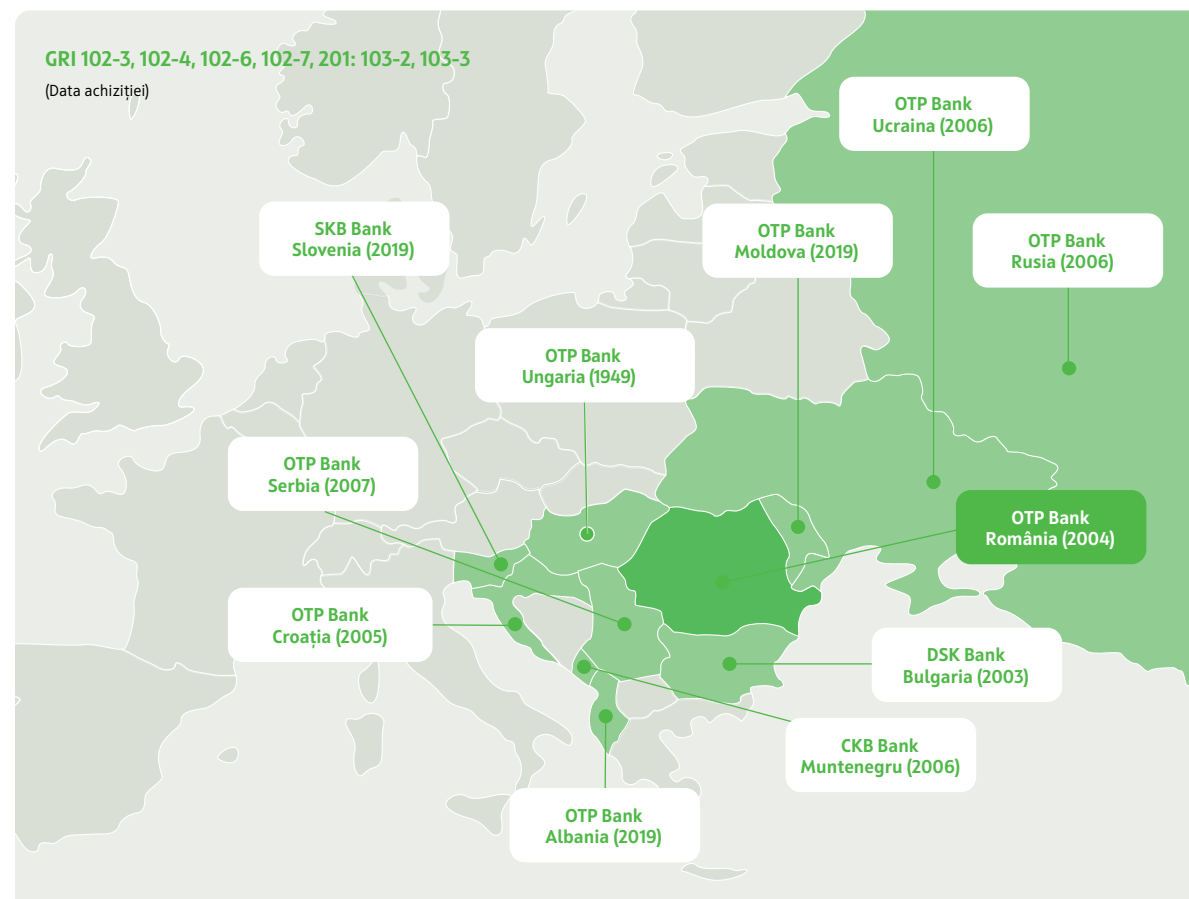 GRI 102-3, 102-4, 102-6, 102-7, 201: 103-2, 103-3
(Data achiziției)
OTP Bank
Ucraina (2006)
SKB Bank
Slovenia (2019)
OTP Bank
Moldova (2019)
OTP Bank
Rusia (2006)
OTP Bank
Ungaria (1949)
OTP Bank
Serbia (2007)
OTP Bank
România (2004)
OTP Bank
Croația (2005)
DSK Bank
Bulgaria (2003)
CKB Bank
Muntenegru (2006)
OTP Bank
Albania (2019)